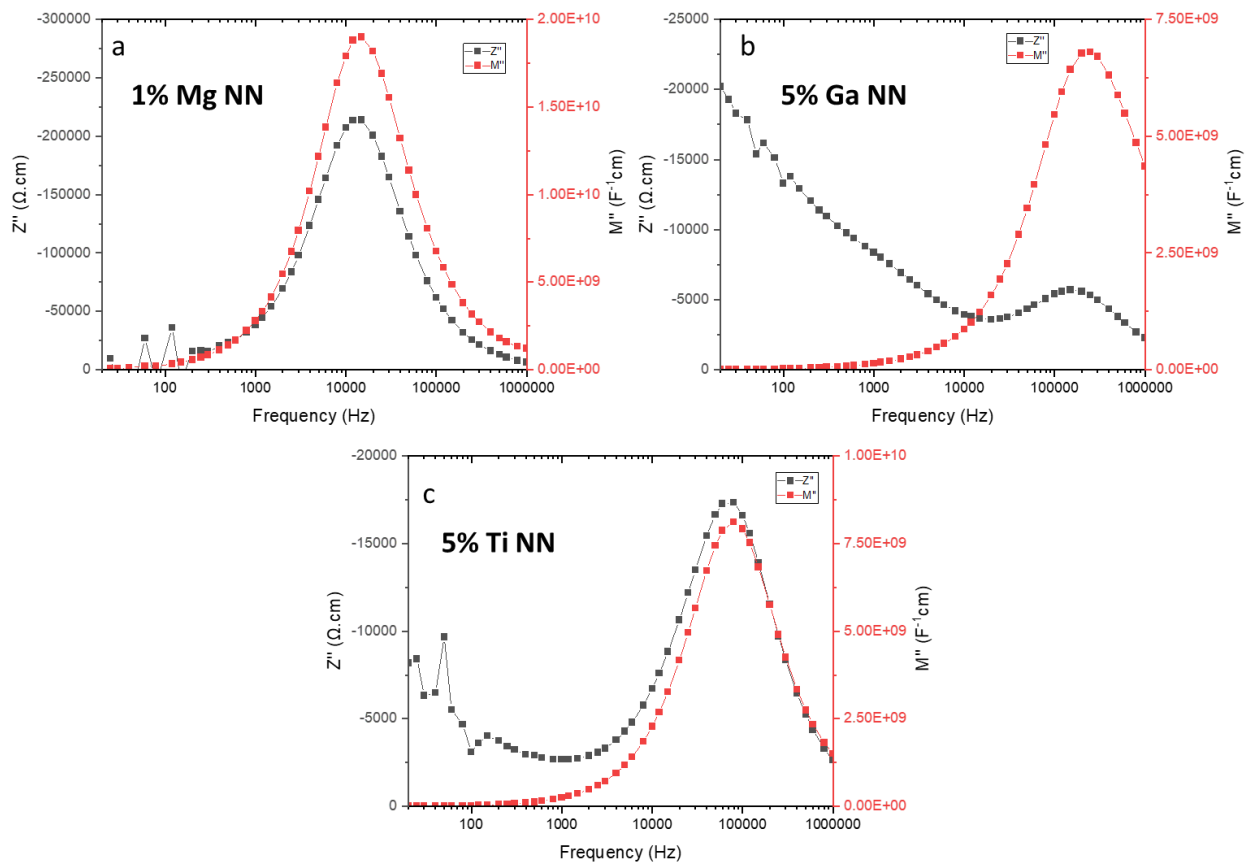 a
1% Mg NN
Z"
M"
-300000
-250000
-200000
-150000
-100000
-50000
0
Z'' (Ω.cm)
2.00E+10
1.50E+10
1.00E+10
5.00E+09
0.00E+00
M'' (F⁻¹cm)
100 1000 10000 100000 1000000
Frequency (Hz)
b
5% Ga NN
Z"
M"
-25000
-20000
-15000
-10000
-5000
0
Z'' (Ω.cm)
7.50E+09
5.00E+09
2.50E+09
0.00E+00
M'' (F⁻¹cm)
100 1000 10000 100000 1000000
Frequency (Hz)
c
5% Ti NN
Z"
M"
-20000
-15000
-10000
-5000
0
Z'' (Ω.cm)
1.00E+10
7.50E+09
5.00E+09
2.50E+09
0.00E+00
M'' (F⁻¹cm)
100 1000 10000 100000 1000000
Frequency (Hz)